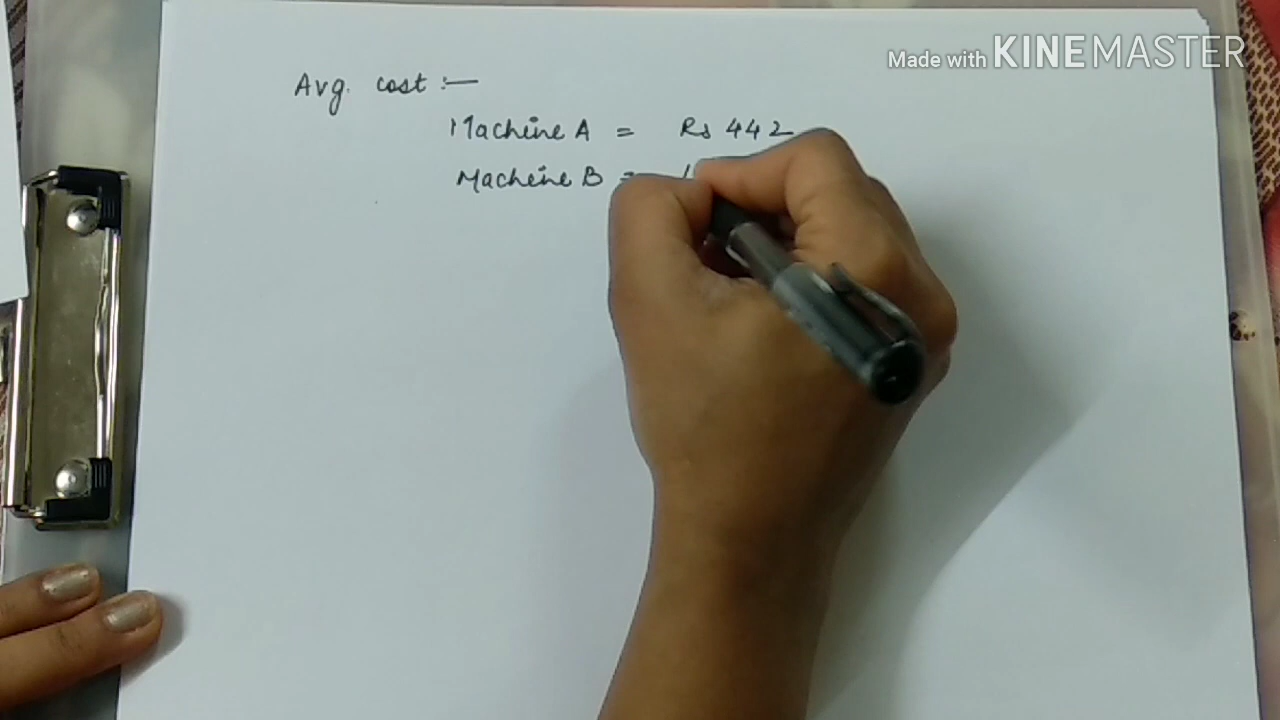 Made with KINEMASTER
Avg. cost :—
Machine A = Rs 442
Machine B =